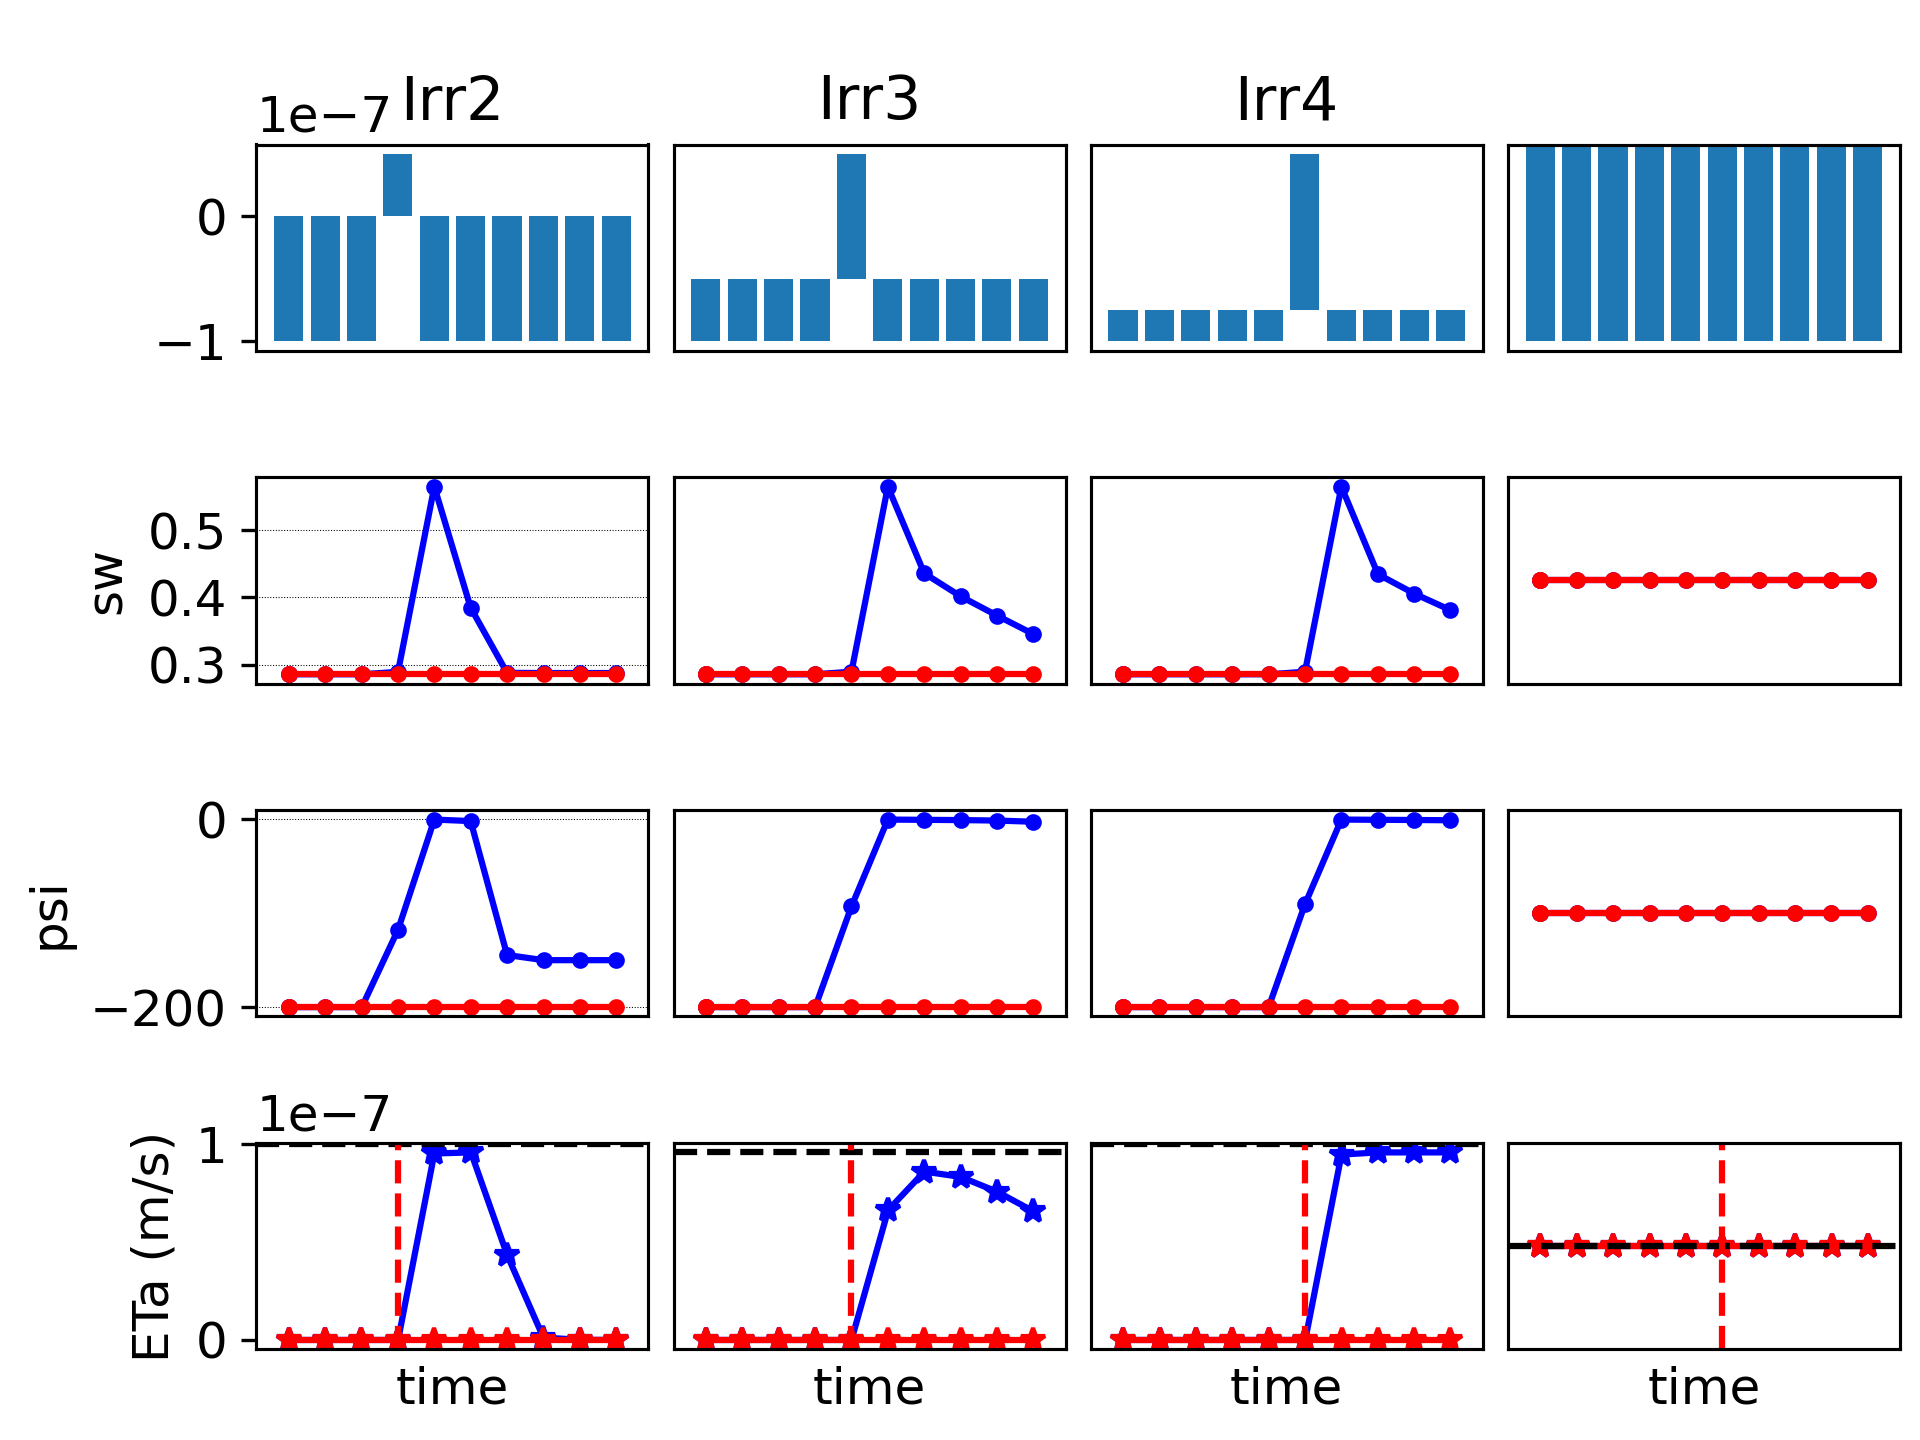 Irr2 Irr3 Irr4
1e−7
0
−1
sw
0.5
0.4
0.3
psi
0
−200
1e−7
ETa (m/s)
1
0
time time time time